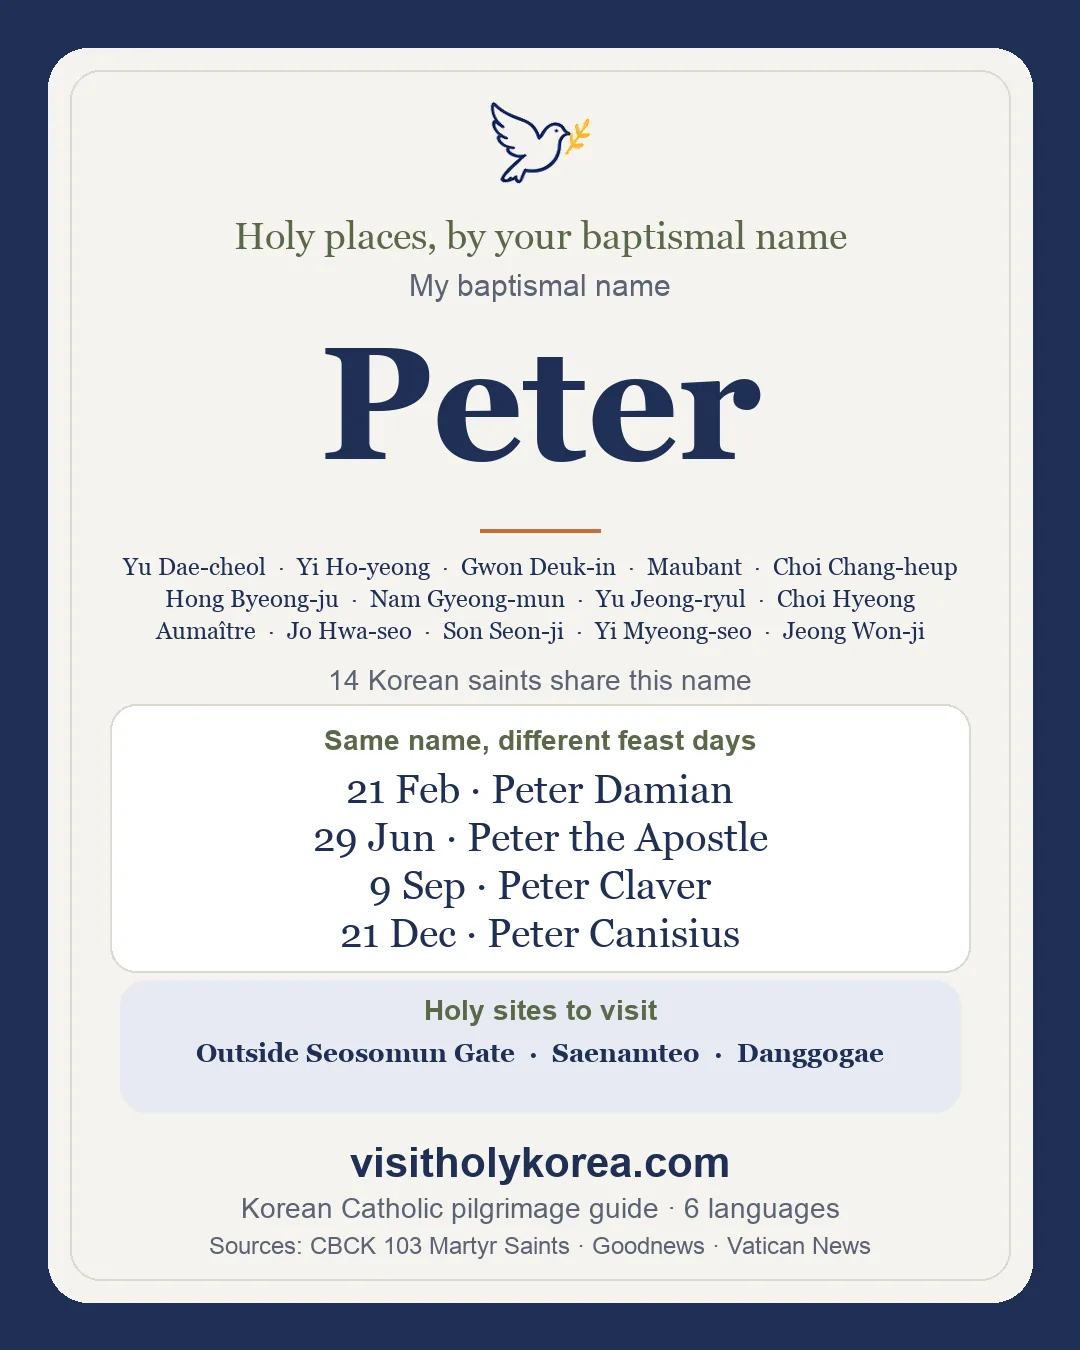 Holy places, by your baptismal name
My baptismal name
Peter
Yu Dae-cheol · Yi Ho-yeong · Gwon Deuk-in · Maubant · Choi Chang-heup
Hong Byeong-ju · Nam Gyeong-mun · Yu Jeong-ryul · Choi Hyeong
Aumaître · Jo Hwa-seo · Son Seon-ji · Yi Myeong-seo · Jeong Won-ji
14 Korean saints share this name
Same name, different feast days
21 Feb · Peter Damian
29 Jun · Peter the Apostle
9 Sep · Peter Claver
21 Dec · Peter Canisius
Holy sites to visit
Outside Seosomun Gate · Saenamteo · Danggogae
visitholykorea.com
Korean Catholic pilgrimage guide · 6 languages
Sources: CBCK 103 Martyr Saints · Goodnews · Vatican News